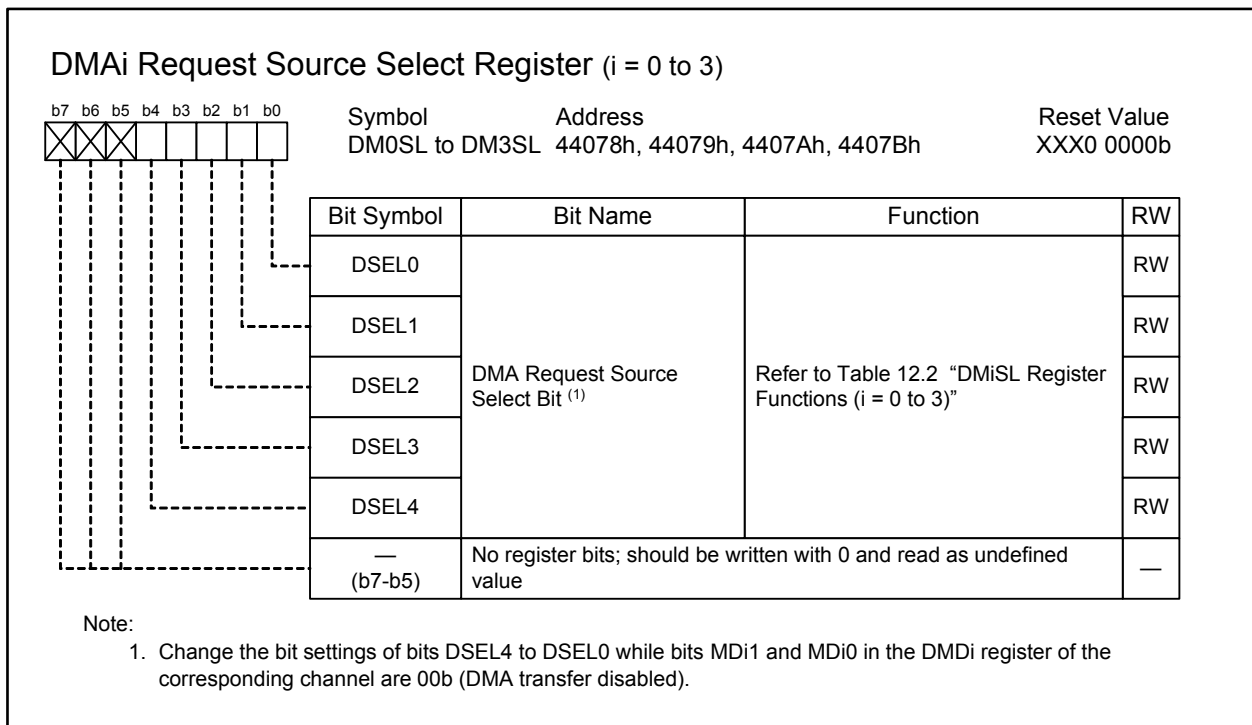 DMAi Request Source Select Register (i = 0 to 3)
b7 b6 b5 b4 b3 b2 b1 b0
Symbol Address Reset Value
DM0SL to DM3SL 44078h, 44079h, 4407Ah, 4407Bh XXX0 0000b
Bit Symbol Bit Name Function RW
DSEL0 RW
DSEL1 RW
DSEL2 RW
DMA Request Source
Select Bit (1)
Refer to Table 12.2 “DMiSL Register
Functions (i = 0 to 3)”
DSEL3 RW
DSEL4 RW
—
(b7-b5)
No register bits; should be written with 0 and read as undefined
value
—
Note:
1. Change the bit settings of bits DSEL4 to DSEL0 while bits MDi1 and MDi0 in the DMDi register of the
corresponding channel are 00b (DMA transfer disabled).